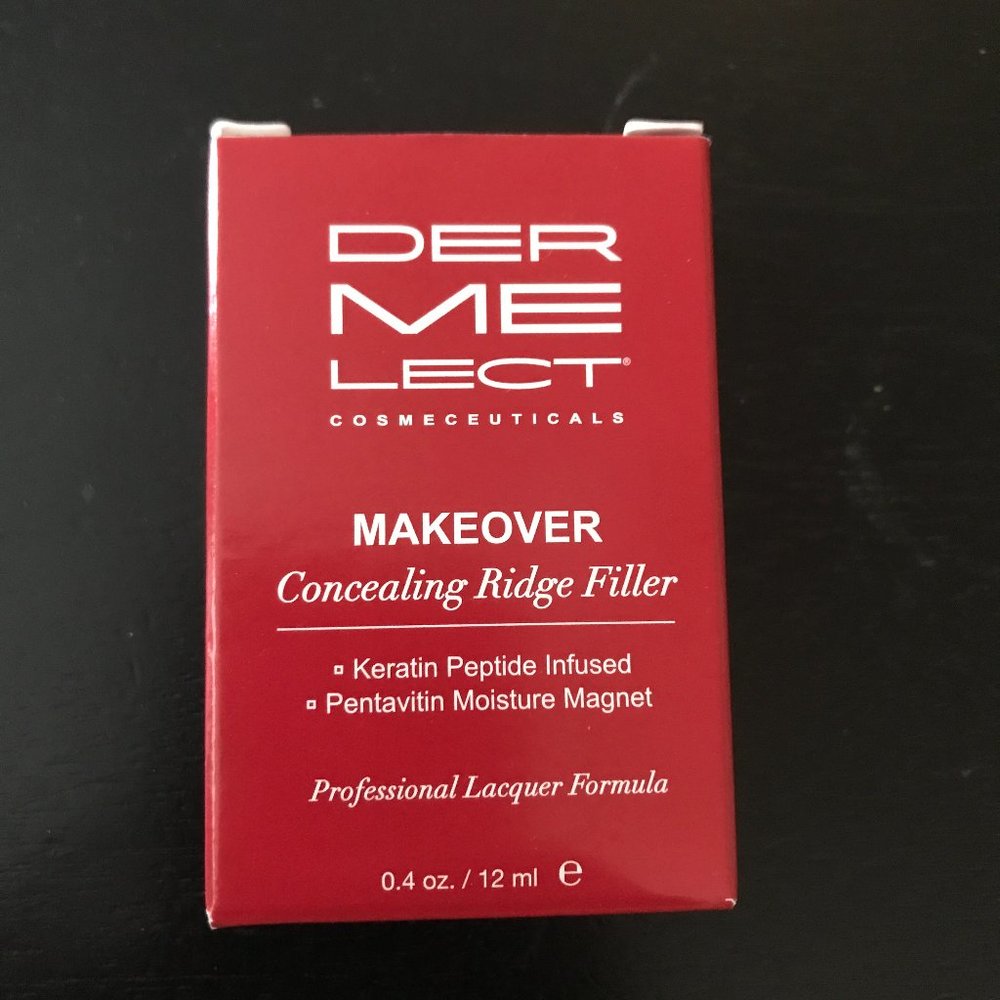 DER
ME
LECT®
COSMECEUTICALS
MAKEOVER
Concealing Ridge Filler
▫ Keratin Peptide Infused
▫ Pentavitin Moisture Magnet
Professional Lacquer Formula
0.4 oz. / 12 ml ℮